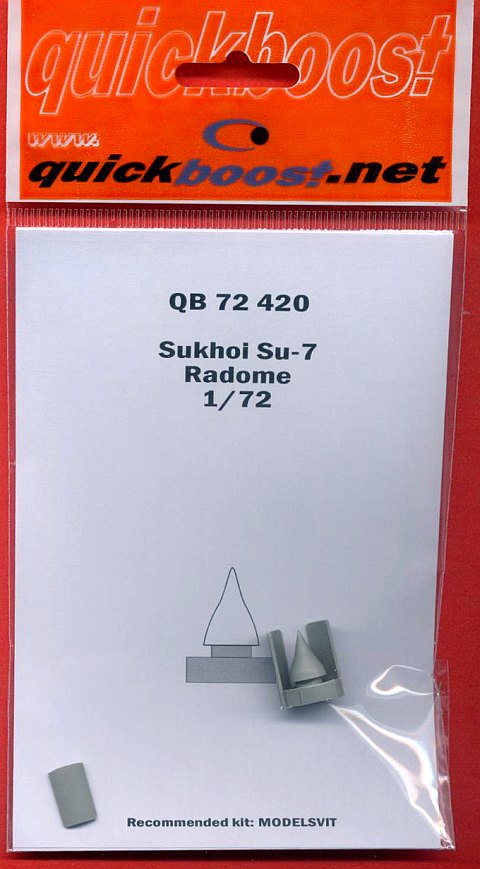 quickboost
www.
quickboost.net
QB 72 420
Sukhoi Su-7
Radome
1/72
Recommended kit: MODELSVIT